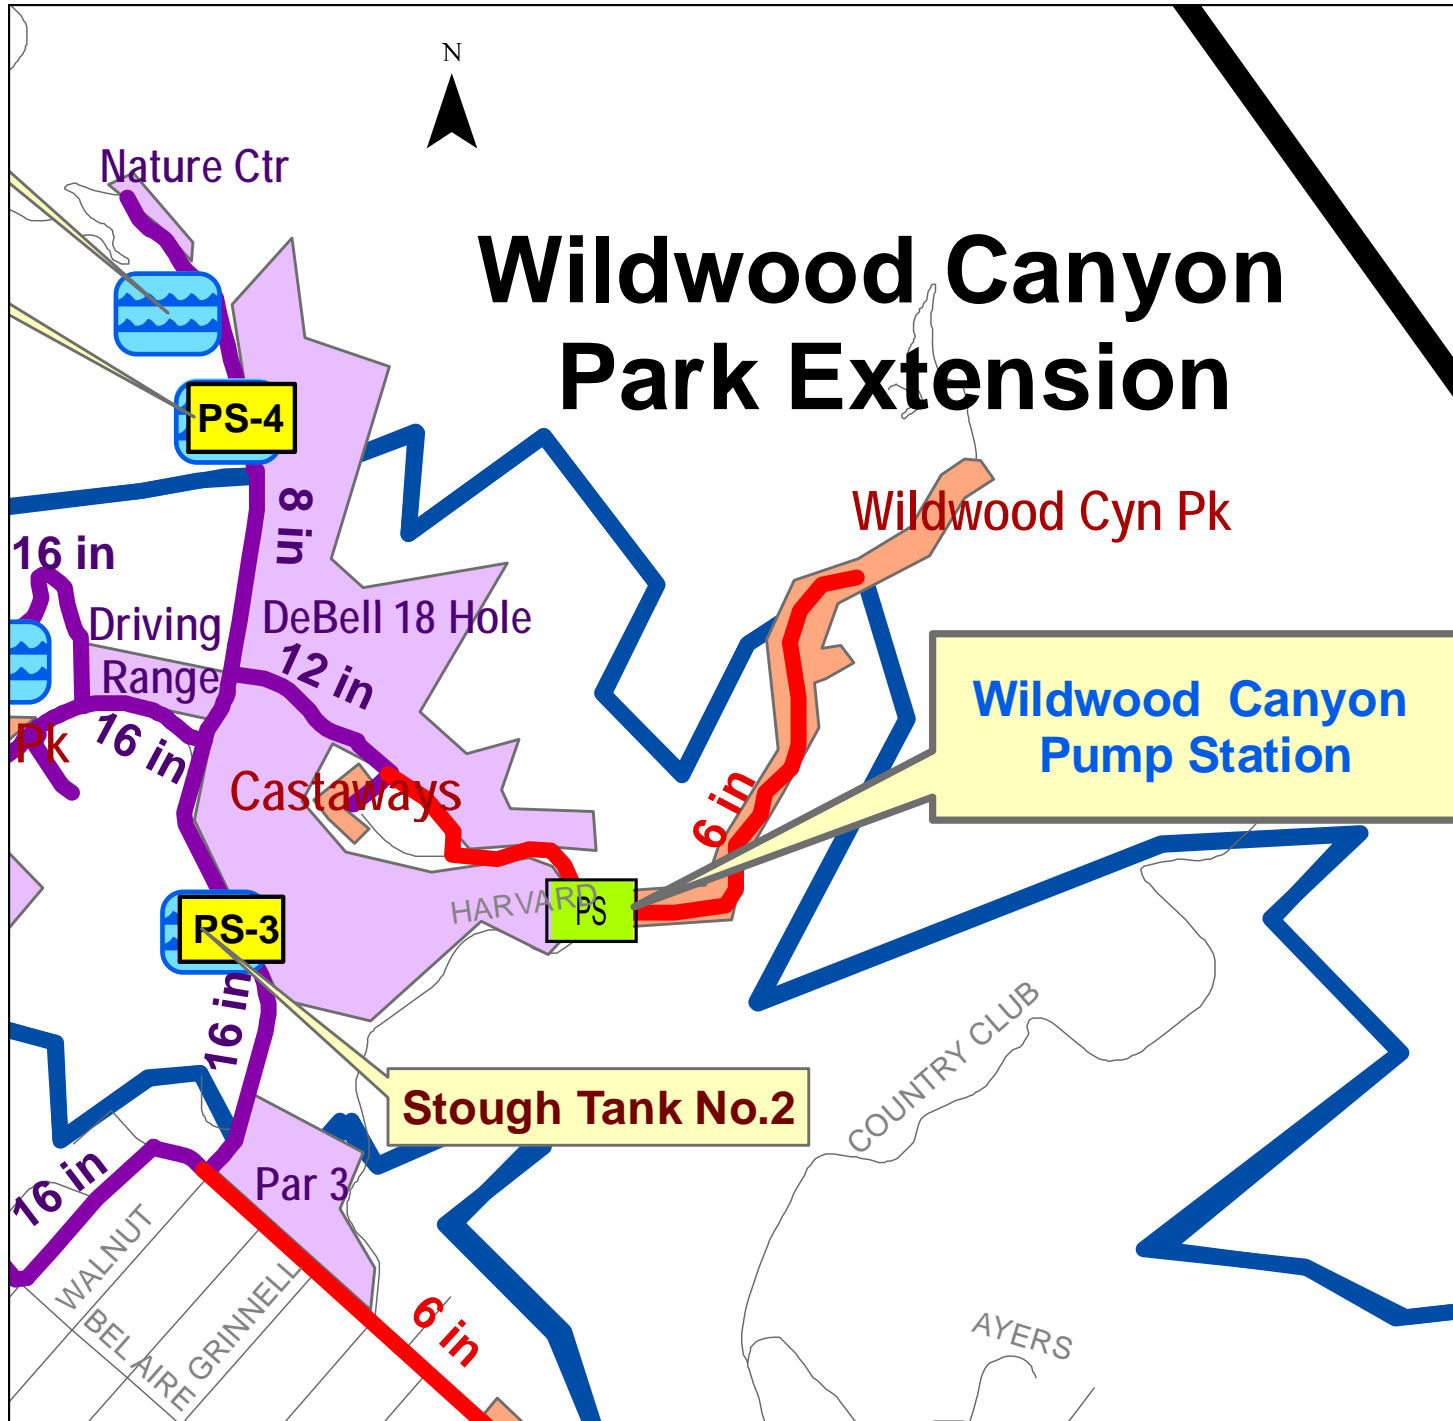 N
Nature Ctr
Wildwood Canyon
Park Extension
PS-4
8 in
Wildwood Cyn Pk
16 in
Driving
Range
DeBell 18 Hole
12 in
Wildwood Canyon
Pump Station
Pk
16 in
Castaways
6 in
HARVARD
PS
PS-3
16 in
COUNTRY CLUB
Stough Tank No.2
16 in
Par 3
WALNUT
BEL AIRE
GRINNELL
6 in
AYERS